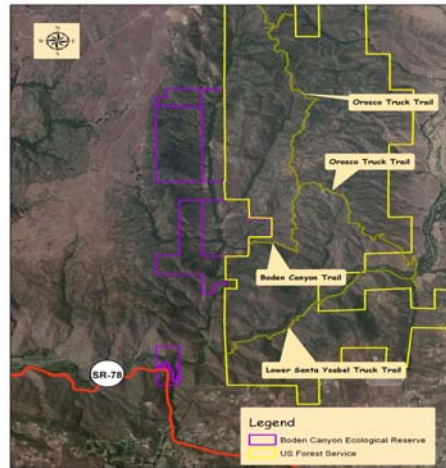 N
W E
S
Orosco Truck Trail
Orosco Truck Trail
Boden Canyon Trail
Lower Santa Ysabel Truck Trail
SR-78
Legend
Boden Canyon Ecological Reserve
US Forest Service